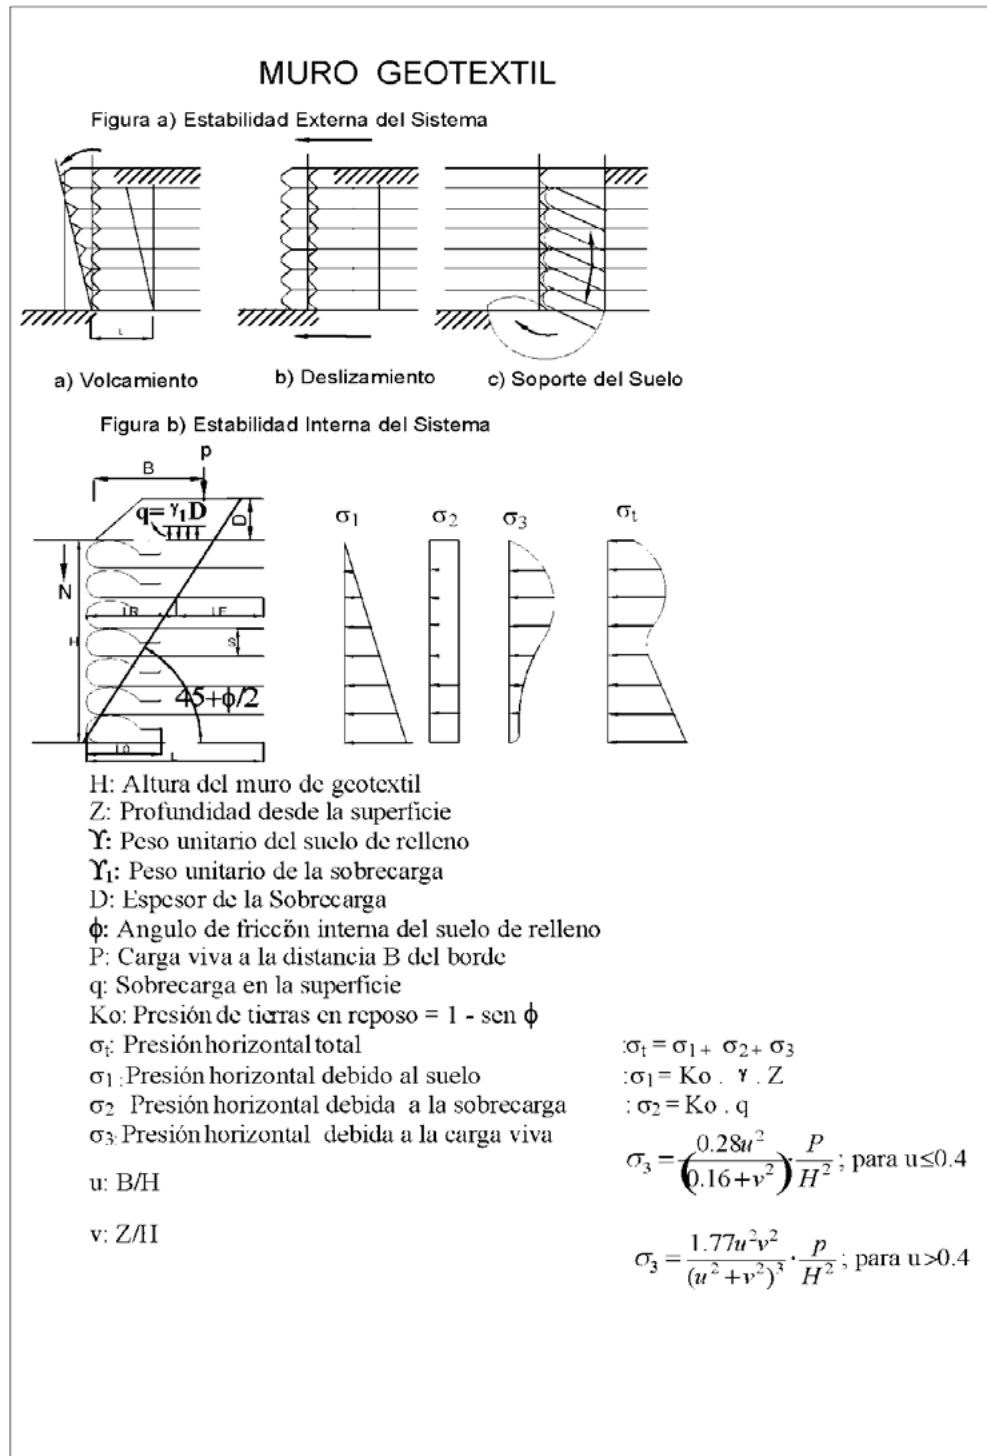 MURO GEOTEXTIL
Figura a) Estabilidad Externa del Sistema
L
a) Volcamiento
b) Deslizamiento
c) Soporte del Suelo
Figura b) Estabilidad Interna del Sistema
p
B
q= γ₁D
D
σ₁
σ₂
σ₃
σt
N
LR
LE
H
S
45+ϕ/2
LO
L
H: Altura del muro de geotextil
Z: Profundidad desde la superficie
ϒ: Peso unitario del suelo de relleno
ϒ₁: Peso unitario de la sobrecarga
D: Espesor de la Sobrecarga
ϕ: Angulo de fricción interna del suelo de relleno
P: Carga viva a la distancia B del borde
q: Sobrecarga en la superficie
Ko: Presión de tierras en reposo = 1 - sen ϕ
σt: Presión horizontal total :σt = σ₁ + σ₂ + σ₃
σ₁: Presión horizontal debido al suelo :σ₁ = Ko . γ . Z
σ₂ Presión horizontal debida a la sobrecarga : σ₂ = Ko . q
σ₃: Presión horizontal debida a la carga viva
σ₃ = (0.28u² / (0.16+v²)) · P/H² ; para u≤0.4
u: B/H
v: Z/H
σ₃ = 1.77u²v² / (u²+v²)³ · p/H² ; para u>0.4